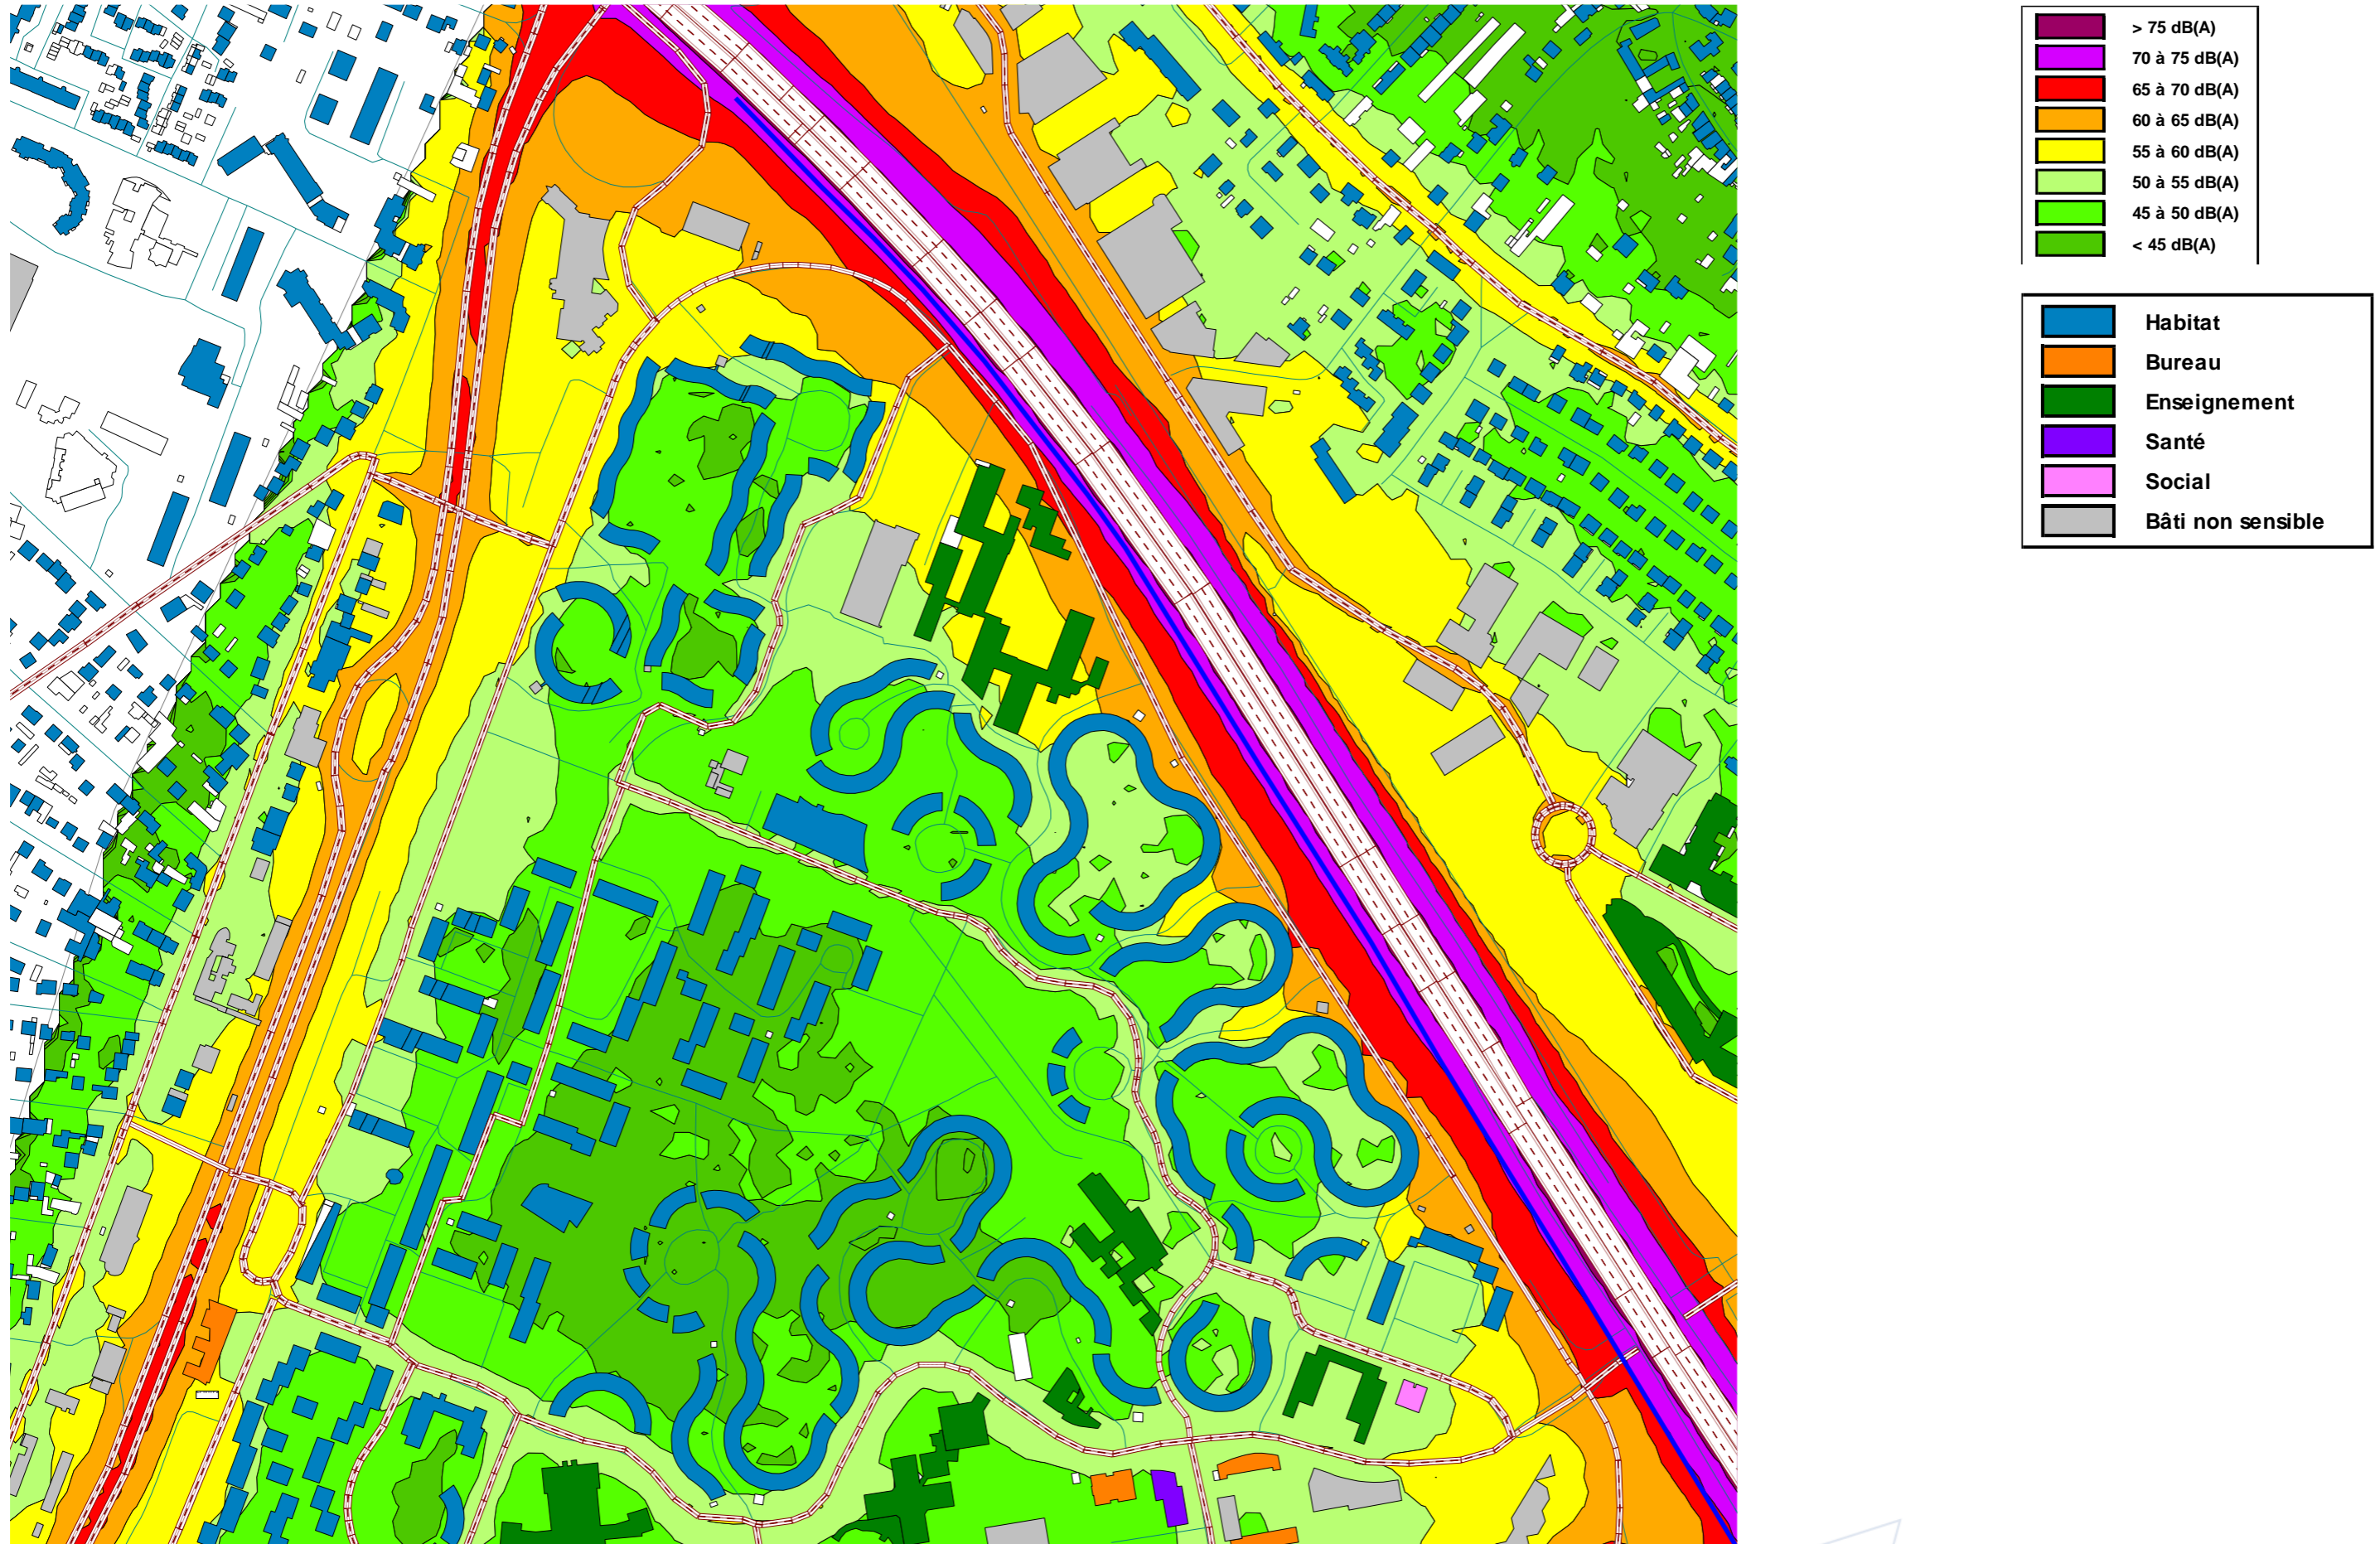 > 75 dB(A)
70 à 75 dB(A)
65 à 70 dB(A)
60 à 65 dB(A)
55 à 60 dB(A)
50 à 55 dB(A)
45 à 50 dB(A)
< 45 dB(A)
Habitat
Bureau
Enseignement
Santé
Social
Bâti non sensible